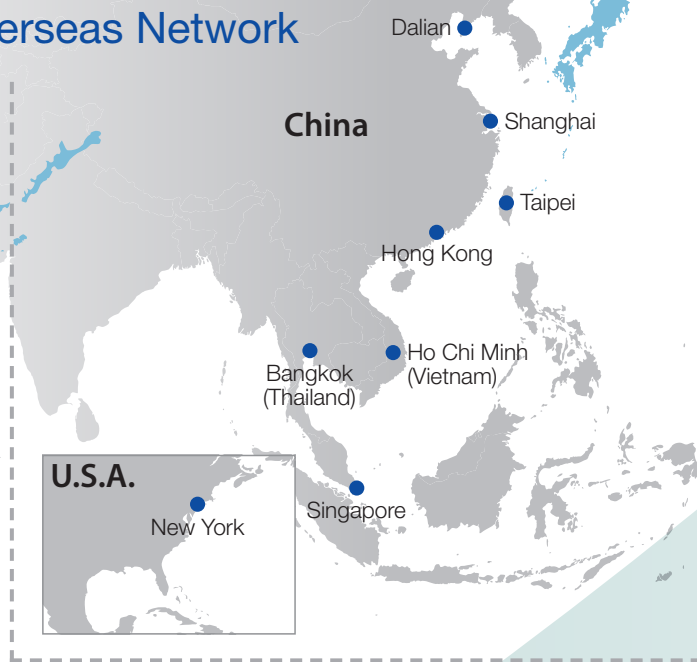 erseas Network
Dalian
China
Shanghai
Taipei
Hong Kong
Bangkok
(Thailand)
Ho Chi Minh
(Vietnam)
U.S.A.
New York
Singapore